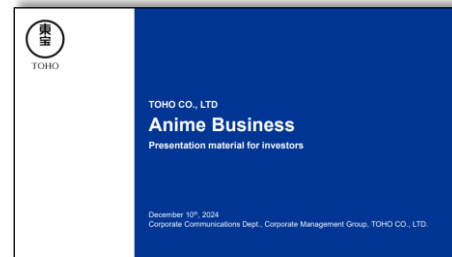 東宝
TOHO
TOHO CO., LTD
Anime Business
Presentation material for investors
December 10th, 2024
Corporate Communications Dept., Corporate Management Group, TOHO CO., LTD.